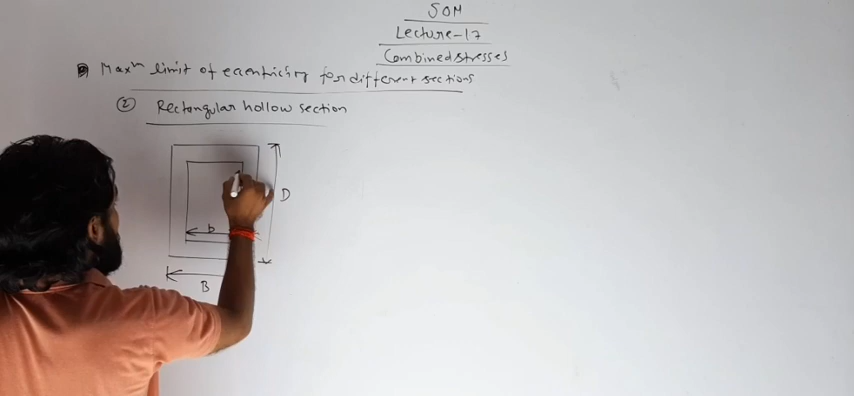 SOM
Lecture-17
Combined stresses
Maxm limit of eccentricity for different sections
② Rectangular hollow section
D
b
B